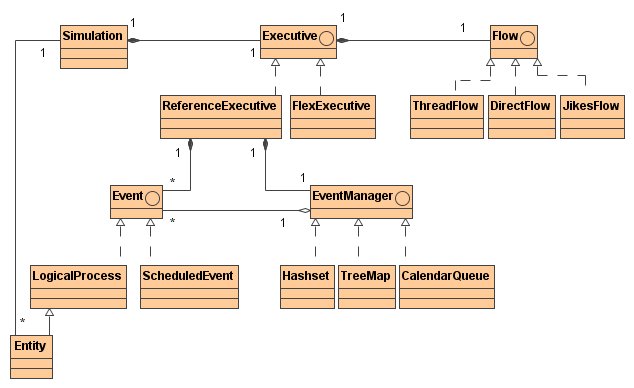 1
1
Simulation
Executive
Flow
1
1
1
ThreadFlow
DirectFlow
JikesFlow
ReferenceExecutive
FlexExecutive
1
1
*
1
Event
EventManager
*
1
LogicalProcess
ScheduledEvent
Hashset
TreeMap
CalendarQueue
*
Entity